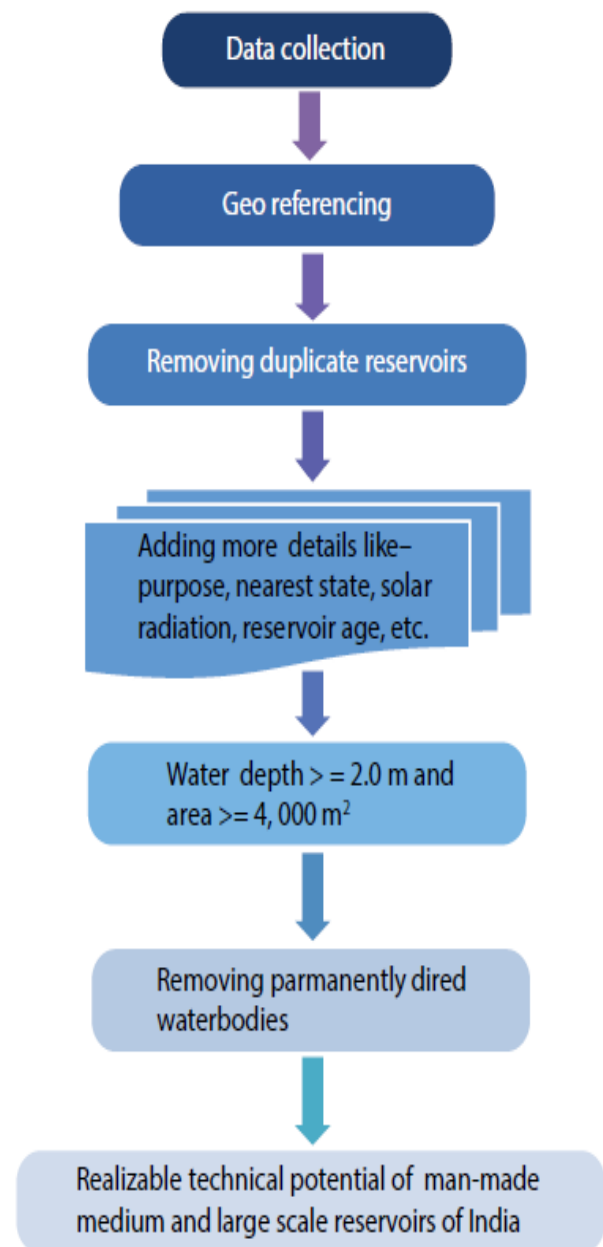 Data collection
Geo referencing
Removing duplicate reservoirs
Adding more details like–
purpose, nearest state, solar
radiation, reservoir age, etc.
Water depth > = 2.0 m and
area >= 4, 000 m²
Removing parmanently dired
waterbodies
Realizable technical potential of man-made
medium and large scale reservoirs of India